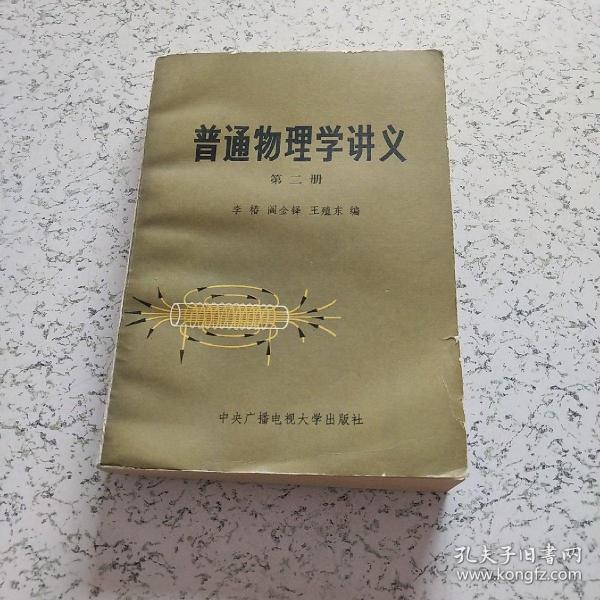 普通物理学讲义
第二册
李椿 阎金铎 王殖东 编
中央广播电视大学出版社
孔夫子旧书网
www.kongfz.com